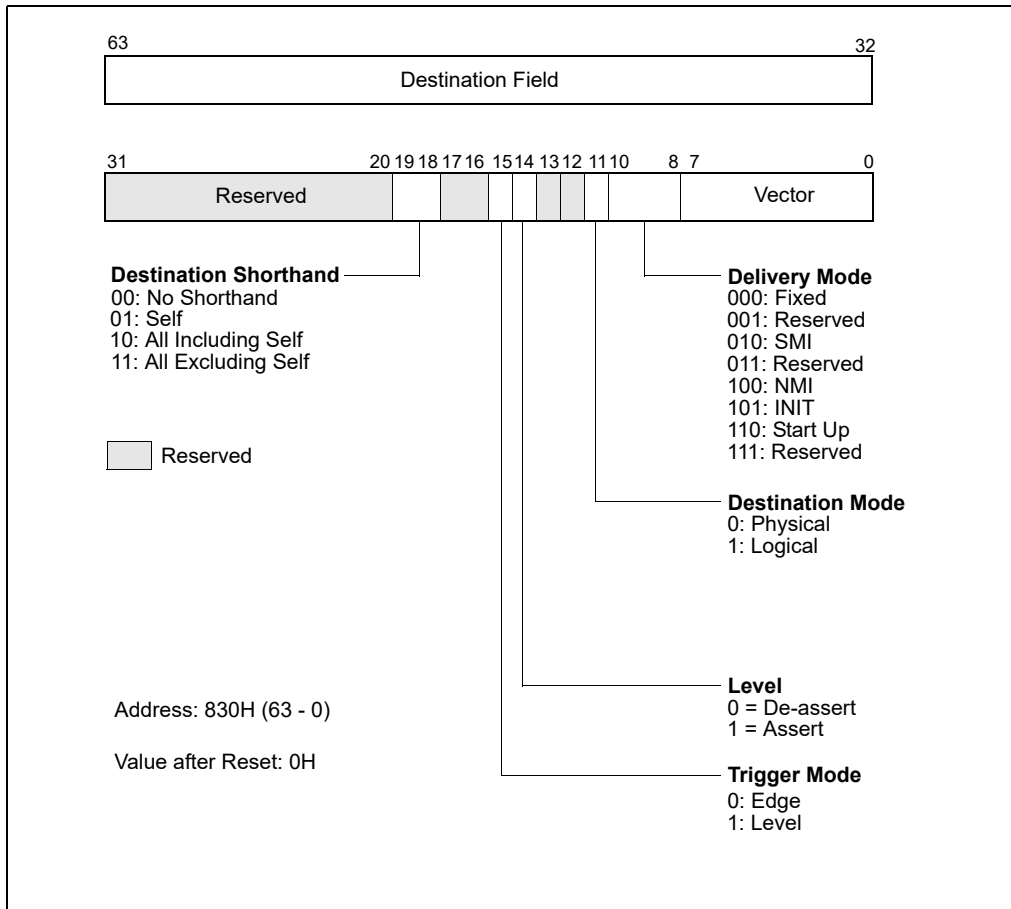 63 32
Destination Field
31 20 19 18 17 16 15 14 13 12 11 10 8 7 0
Reserved Vector
Destination Shorthand
00: No Shorthand
01: Self
10: All Including Self
11: All Excluding Self
Reserved
Delivery Mode
000: Fixed
001: Reserved
010: SMI
011: Reserved
100: NMI
101: INIT
110: Start Up
111: Reserved
Destination Mode
0: Physical
1: Logical
Level
0 = De-assert
1 = Assert
Address: 830H (63 - 0)
Value after Reset: 0H
Trigger Mode
0: Edge
1: Level